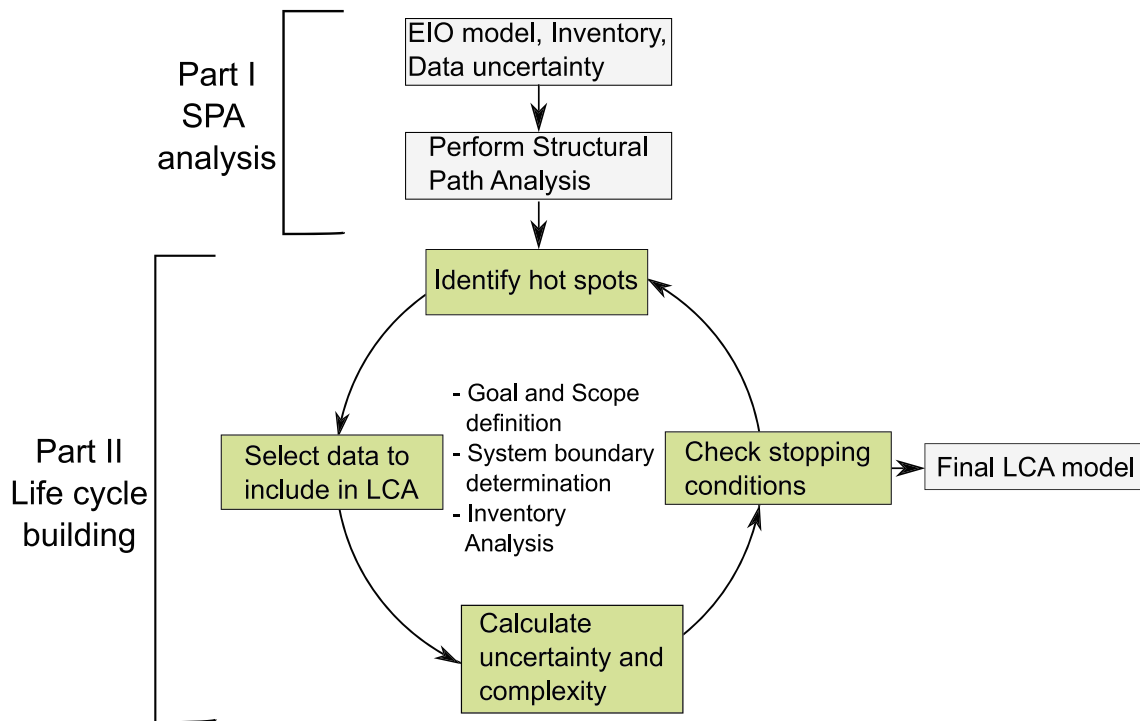 Part I
SPA
analysis
EIO model, Inventory,
Data uncertainty
Perform Structural
Path Analysis
Part II
Life cycle
building
Identify hot spots
Select data to
include in LCA
- Goal and Scope
definition
- System boundary
determination
- Inventory
Analysis
Check stopping
conditions
Final LCA model
Calculate
uncertainty and
complexity